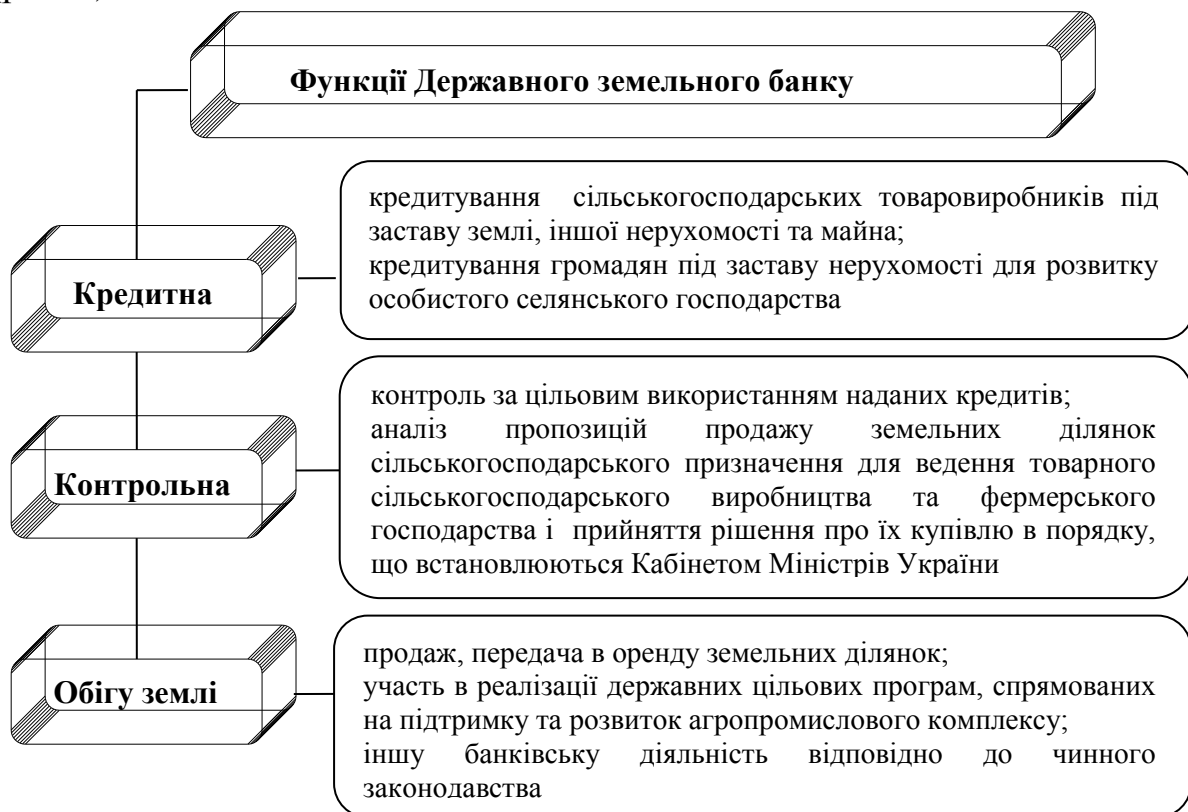 Функції Державного земельного банку
кредитування сільськогосподарських товаровиробників під
заставу землі, іншої нерухомості та майна;
кредитування громадян під заставу нерухомості для розвитку
особистого селянського господарства
Кредитна
контроль за цільовим використанням наданих кредитів;
аналіз пропозицій продажу земельних ділянок
сільськогосподарського призначення для ведення товарного
сільськогосподарського виробництва та фермерського
господарства і прийняття рішення про їх купівлю в порядку,
що встановлюються Кабінетом Міністрів України
Контрольна
продаж, передача в оренду земельних ділянок;
участь в реалізації державних цільових програм, спрямованих
на підтримку та розвиток агропромислового комплексу;
іншу банківську діяльність відповідно до чинного
законодавства
Обігу землі